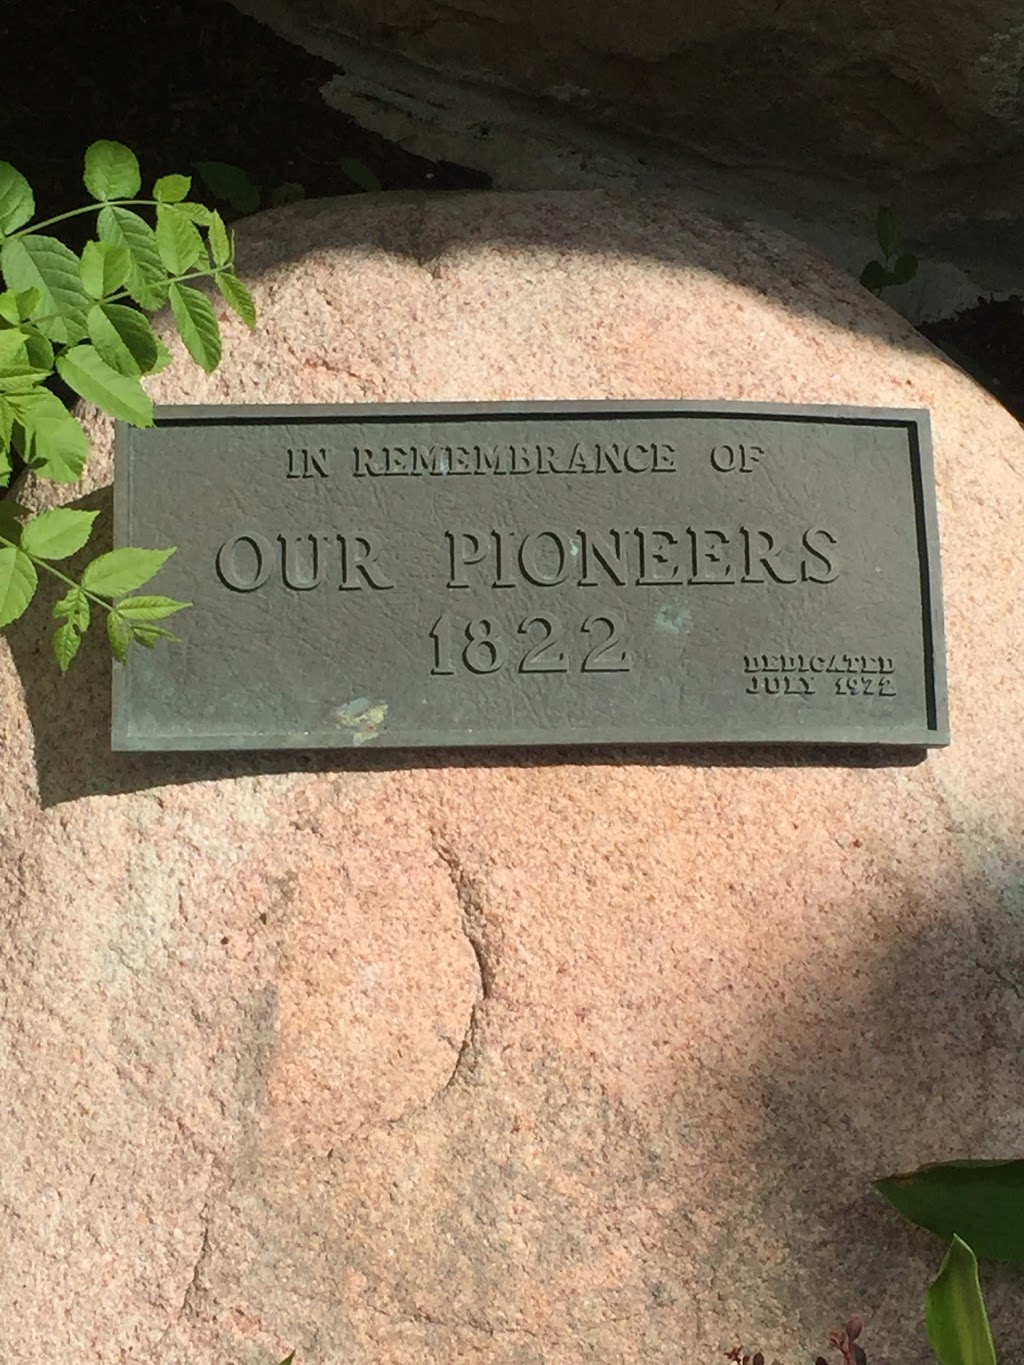 IN REMEMBRANCE OF
OUR PIONEERS
1822
DEDICATED
JULY 1972